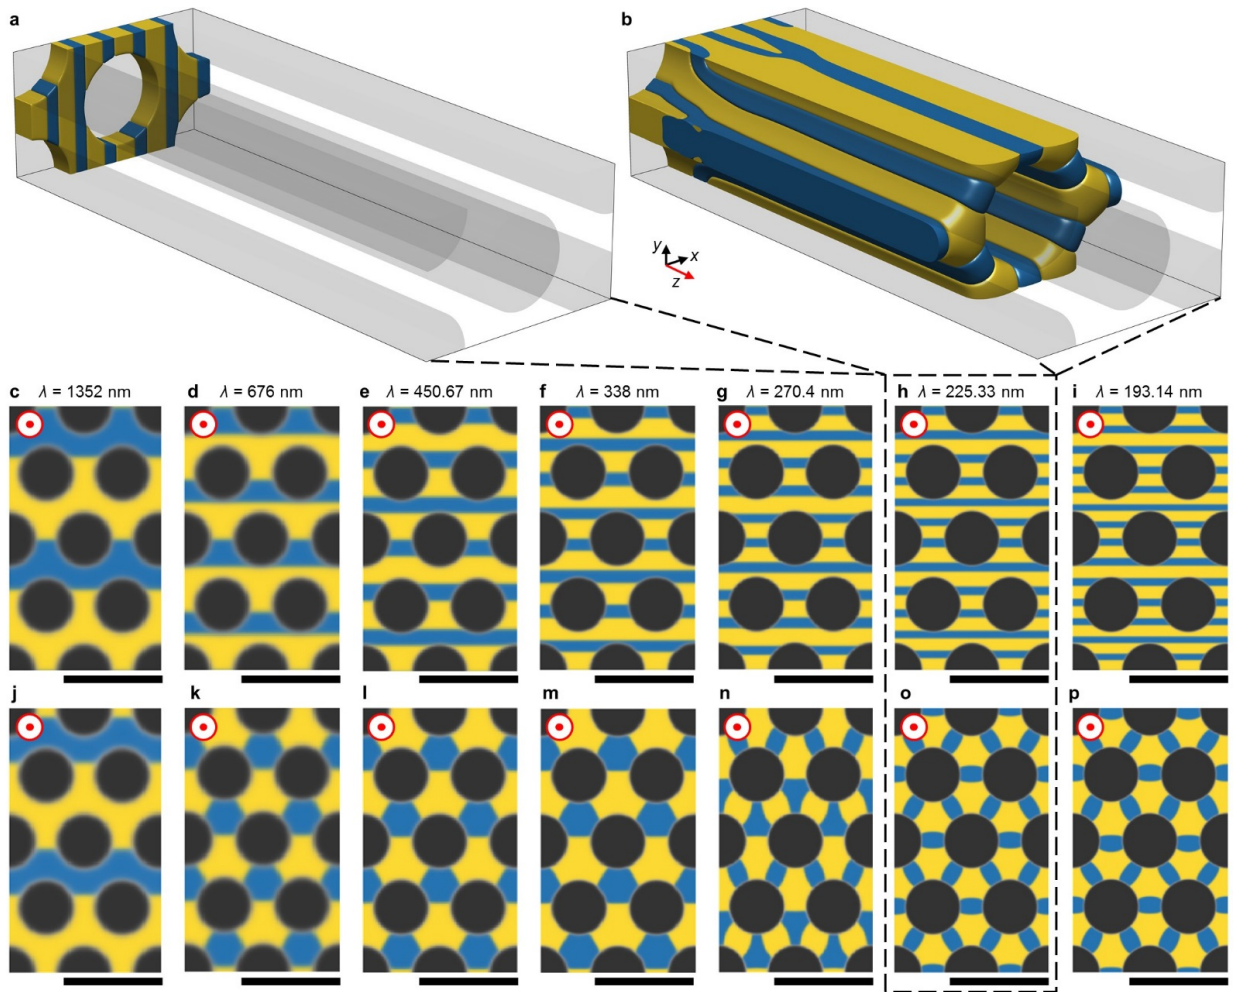 a
b
y
x
z
c λ = 1352 nm
d λ = 676 nm
e λ = 450.67 nm
f λ = 338 nm
g λ = 270.4 nm
h λ = 225.33 nm
i λ = 193.14 nm
j
k
l
m
n
o
p